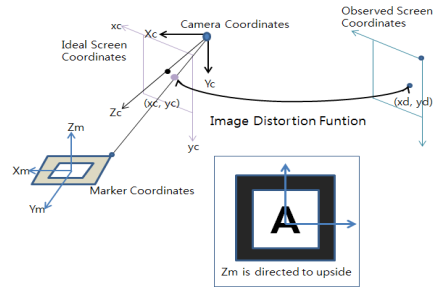 Camera Coordinates
Observed Screen
Coordinates
xc
Xc
Ideal Screen
Coordinates
Yc
Zc
(xc, yc)
(xd, yd)
yc
Image Distortion Funtion
Zm
Xm
Marker Coordinates
Ym
A
Zm is directed to upside